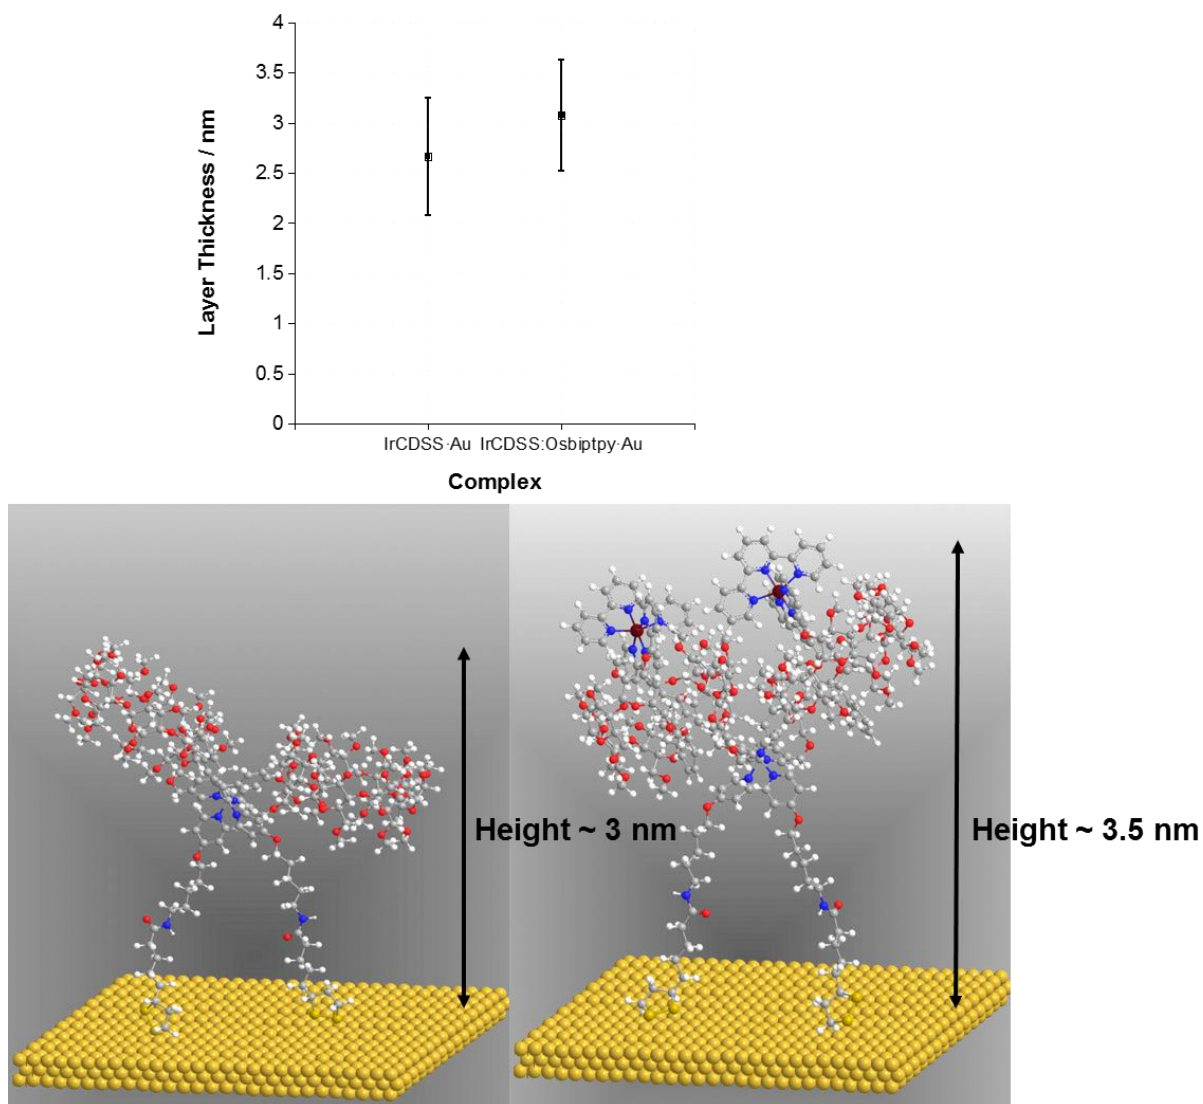 4
3.5
3
2.5
2
1.5
1
0.5
0
Layer Thickness / nm
IrCDSS·Au IrCDSS:Osbiptpy·Au
Complex
Height ~ 3 nm
Height ~ 3.5 nm